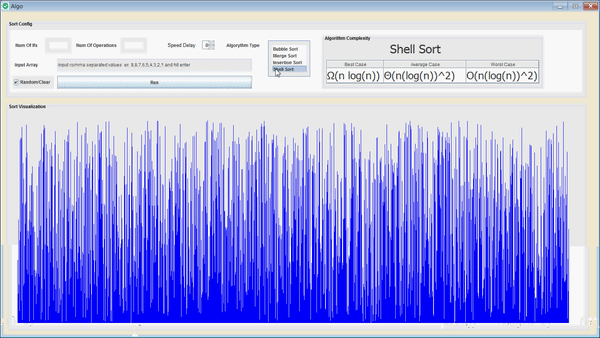 Algo
Sort Config
Num Of Ifs
Num Of Operations
Speed Delay
Algorithm Type
Bubble Sort
Merge Sort
Insertion Sort
Shell Sort
Input Array
Input comma separated values ex: 9,8,7,6,5,4,3,2,1 and hit enter
Random/Clear
Run
Algorithm Complexity
Shell Sort
Best Case Average Case Worst Case
Ω(n log(n)) Θ(n(log(n))^2) O(n(log(n))^2)
Sort Visualization